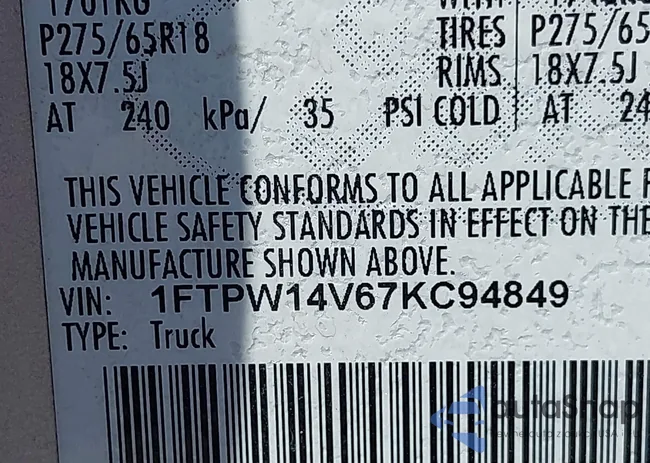 1701KG
P275/65R18 TIRES P275/65
18X7.5J RIMS 18X7.5J
AT 240 kPa/ 35 PSI COLD AT 24
THIS VEHICLE CONFORMS TO ALL APPLICABLE F
VEHICLE SAFETY STANDARDS IN EFFECT ON THE
MANUFACTURE SHOWN ABOVE.
VIN: 1FTPW14V67KC94849
TYPE: Truck
autaShop